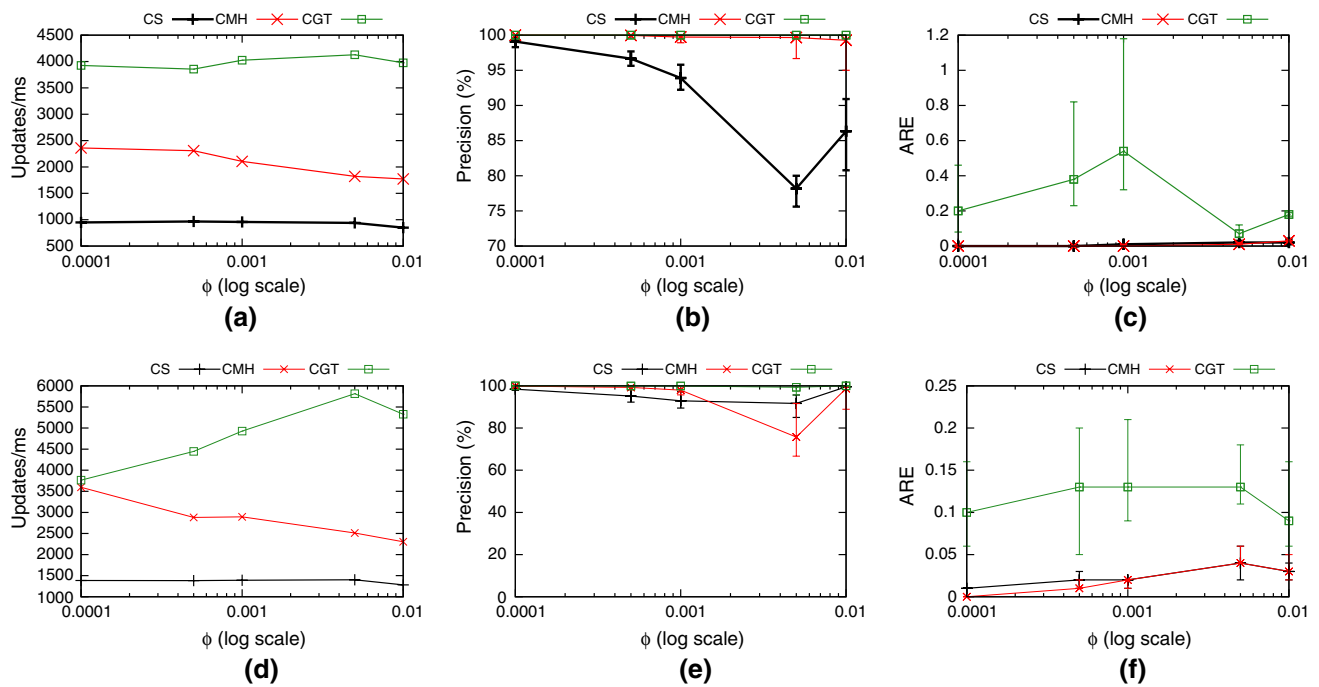 CS CMH CGT
4500
4000
3500
3000
2500
2000
1500
1000
500
0.0001 0.001 0.01
Updates/ms
ϕ (log scale)
(a)
CS CMH CGT
100
95
90
85
80
75
70
0.0001 0.001 0.01
Precision (%)
ϕ (log scale)
(b)
CS CMH CGT
1.2
1
0.8
0.6
0.4
0.2
0
0.0001 0.001 0.01
ARE
ϕ (log scale)
(c)
CS CMH CGT
6000
5500
5000
4500
4000
3500
3000
2500
2000
1500
1000
0.0001 0.001 0.01
Updates/ms
ϕ (log scale)
(d)
CS CMH CGT
100
80
60
40
20
0
0.0001 0.001 0.01
Precision (%)
ϕ (log scale)
(e)
CS CMH CGT
0.25
0.2
0.15
0.1
0.05
0
0.0001 0.001 0.01
ARE
ϕ (log scale)
(f)